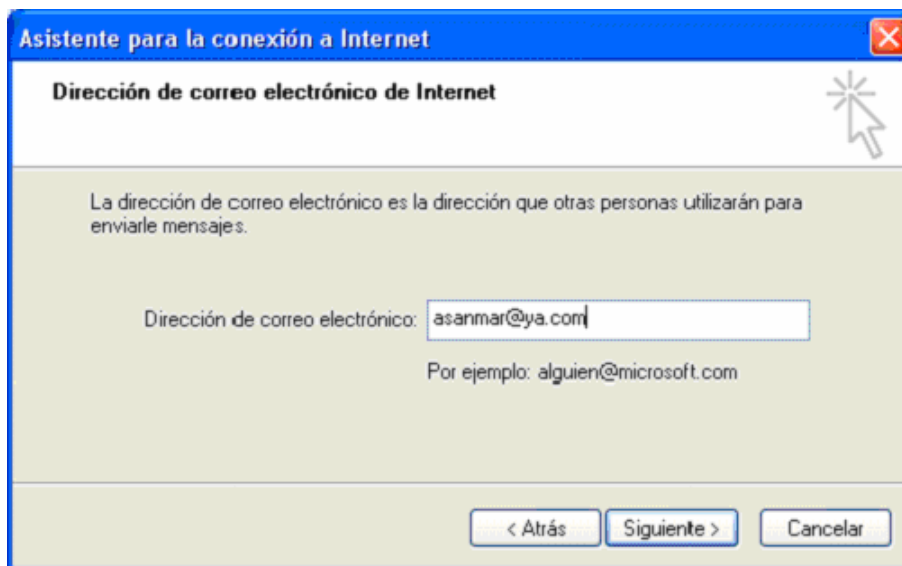 Asistente para la conexión a Internet
Dirección de correo electrónico de Internet
La dirección de correo electrónico es la dirección que otras personas utilizarán para
enviarle mensajes.
Dirección de correo electrónico: asanmar@ya.com
Por ejemplo: alguien@microsoft.com
< Atrás Siguiente > Cancelar